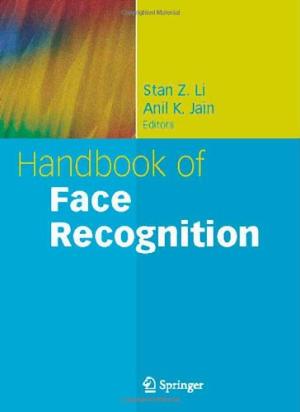 Stan Z. Li
Anil K. Jain
Editors
Handbook of
Face
Recognition
Springer